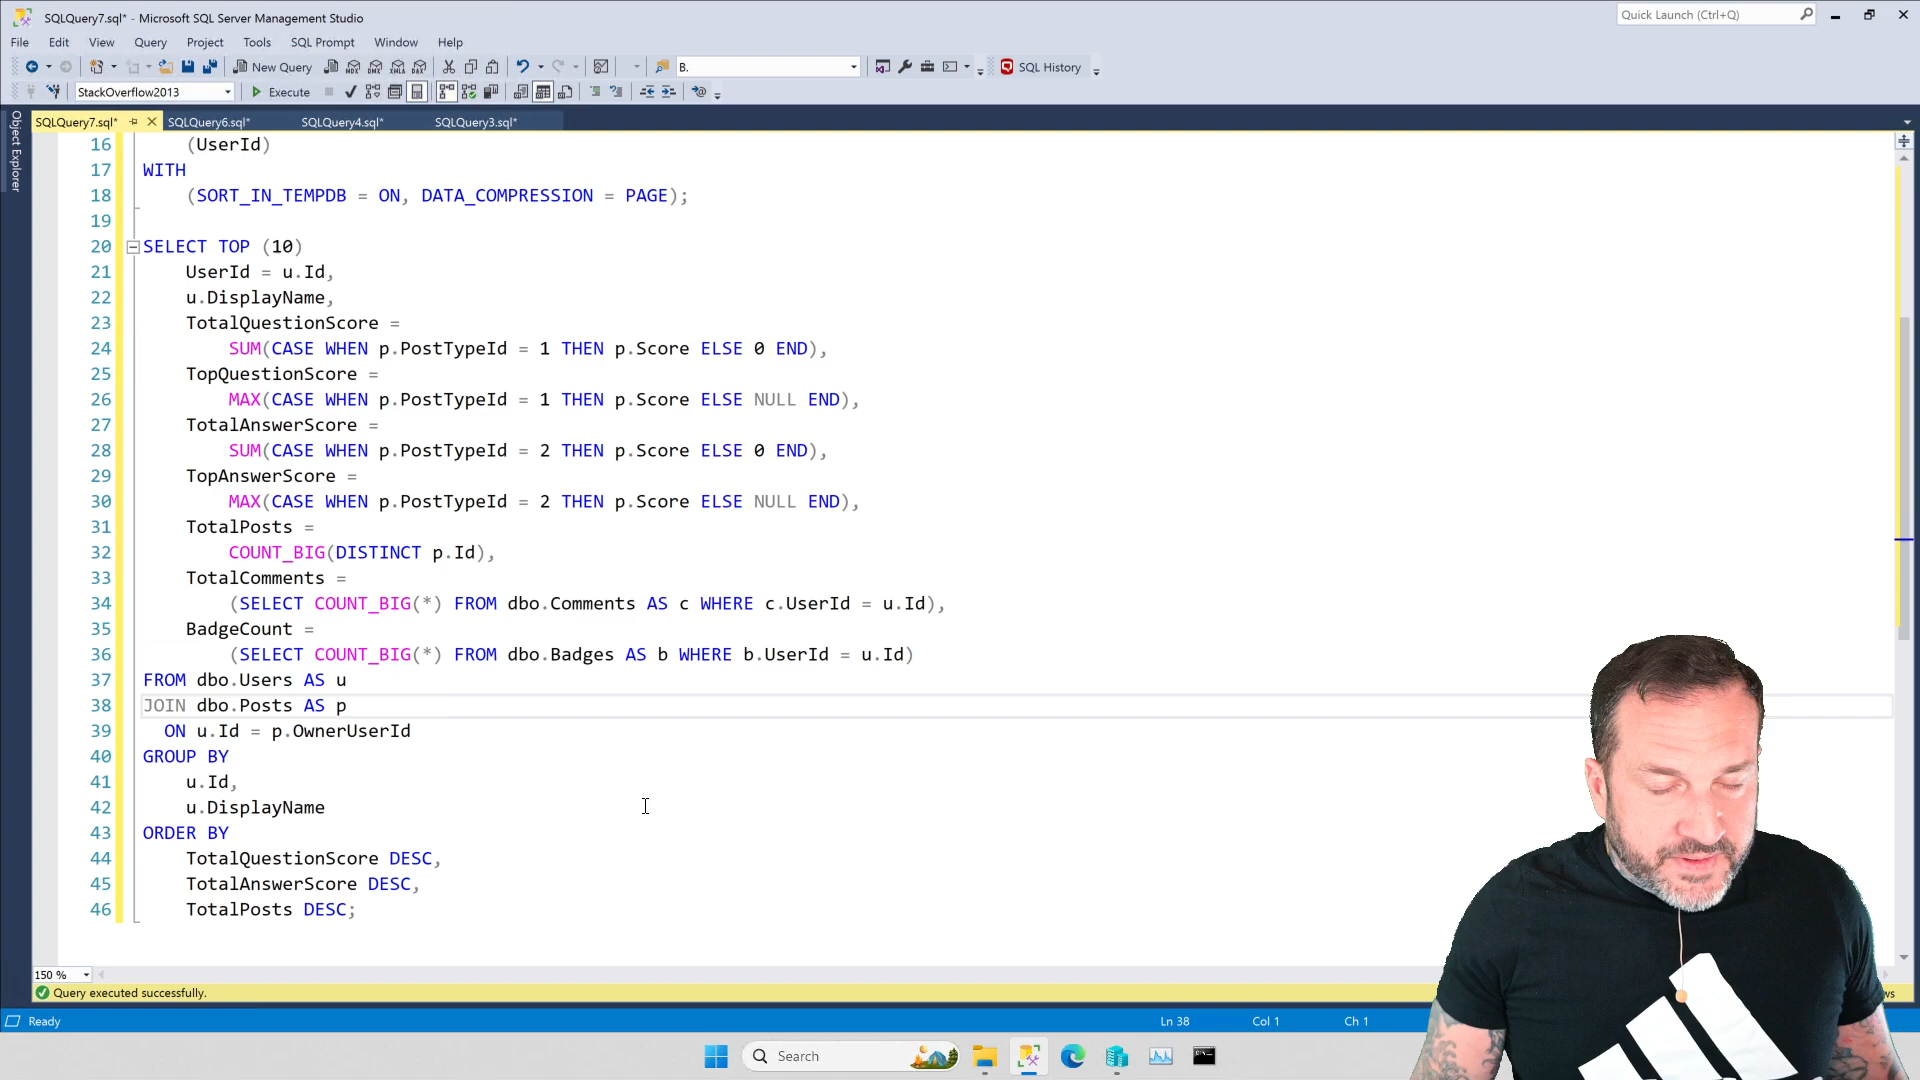 SQLQuery7.sql* - Microsoft SQL Server Management Studio
Quick Launch (Ctrl+Q)
File Edit View Query Project Tools SQL Prompt Window Help
New Query MDX DMX XMLA DAX B. SQL History
StackOverflow2013 Execute
Object Explorer
SQLQuery7.sql* SQLQuery6.sql* SQLQuery4.sql* SQLQuery3.sql*
16 (UserId)
17 WITH
18 (SORT_IN_TEMPDB = ON, DATA_COMPRESSION = PAGE);
19
20 SELECT TOP (10)
21 UserId = u.Id,
22 u.DisplayName,
23 TotalQuestionScore =
24 SUM(CASE WHEN p.PostTypeId = 1 THEN p.Score ELSE 0 END),
25 TopQuestionScore =
26 MAX(CASE WHEN p.PostTypeId = 1 THEN p.Score ELSE NULL END),
27 TotalAnswerScore =
28 SUM(CASE WHEN p.PostTypeId = 2 THEN p.Score ELSE 0 END),
29 TopAnswerScore =
30 MAX(CASE WHEN p.PostTypeId = 2 THEN p.Score ELSE NULL END),
31 TotalPosts =
32 COUNT_BIG(DISTINCT p.Id),
33 TotalComments =
34 (SELECT COUNT_BIG(*) FROM dbo.Comments AS c WHERE c.UserId = u.Id),
35 BadgeCount =
36 (SELECT COUNT_BIG(*) FROM dbo.Badges AS b WHERE b.UserId = u.Id)
37 FROM dbo.Users AS u
38 JOIN dbo.Posts AS p
39 ON u.Id = p.OwnerUserId
40 GROUP BY
41 u.Id,
42 u.DisplayName
43 ORDER BY
44 TotalQuestionScore DESC,
45 TotalAnswerScore DESC,
46 TotalPosts DESC;
150 %
Query executed successfully.
Ready Ln 38 Col 1 Ch 1
Search